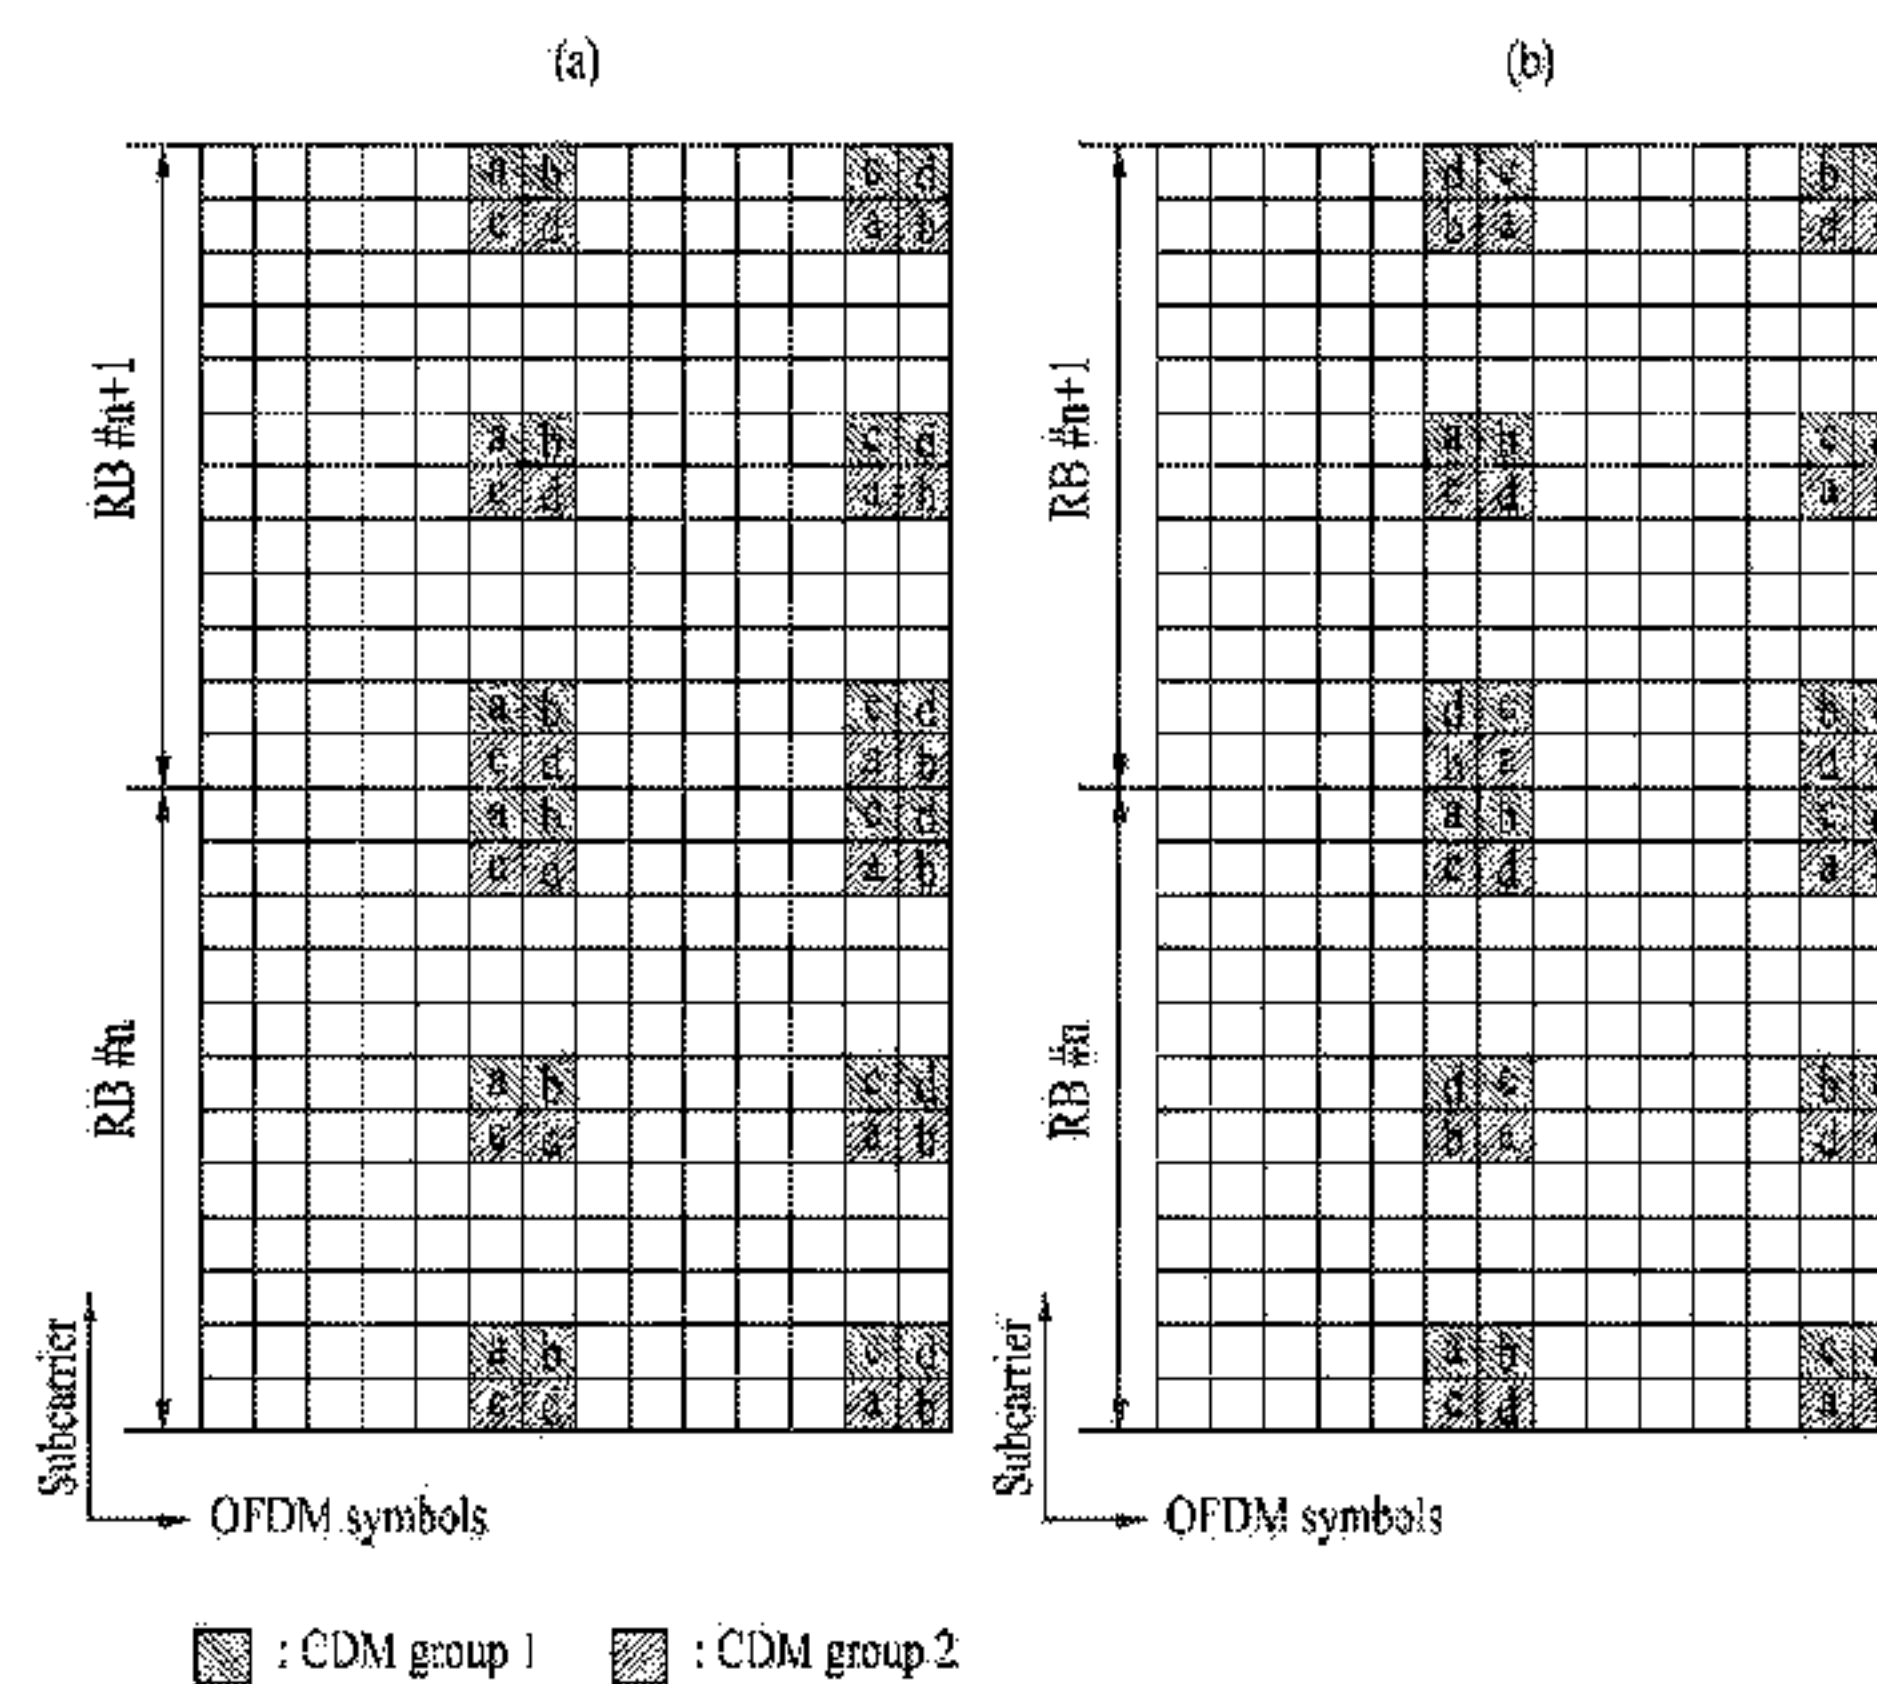 (a)
(b)
a b c d d c b
c d a b b a d
RB #n+1
RB #n+1
a b c d a b c
c d a b c d a
a b c d d c b
c d a b b a d
a b c d a b c
c d a b c d a
RB #n
RB #n
a b c d d c b
c d a b b a d
a b c d a b c
c d a b c d a
Subcarrier
Subcarrier
OFDM symbols
OFDM symbols
: CDM group 1
: CDM group 2